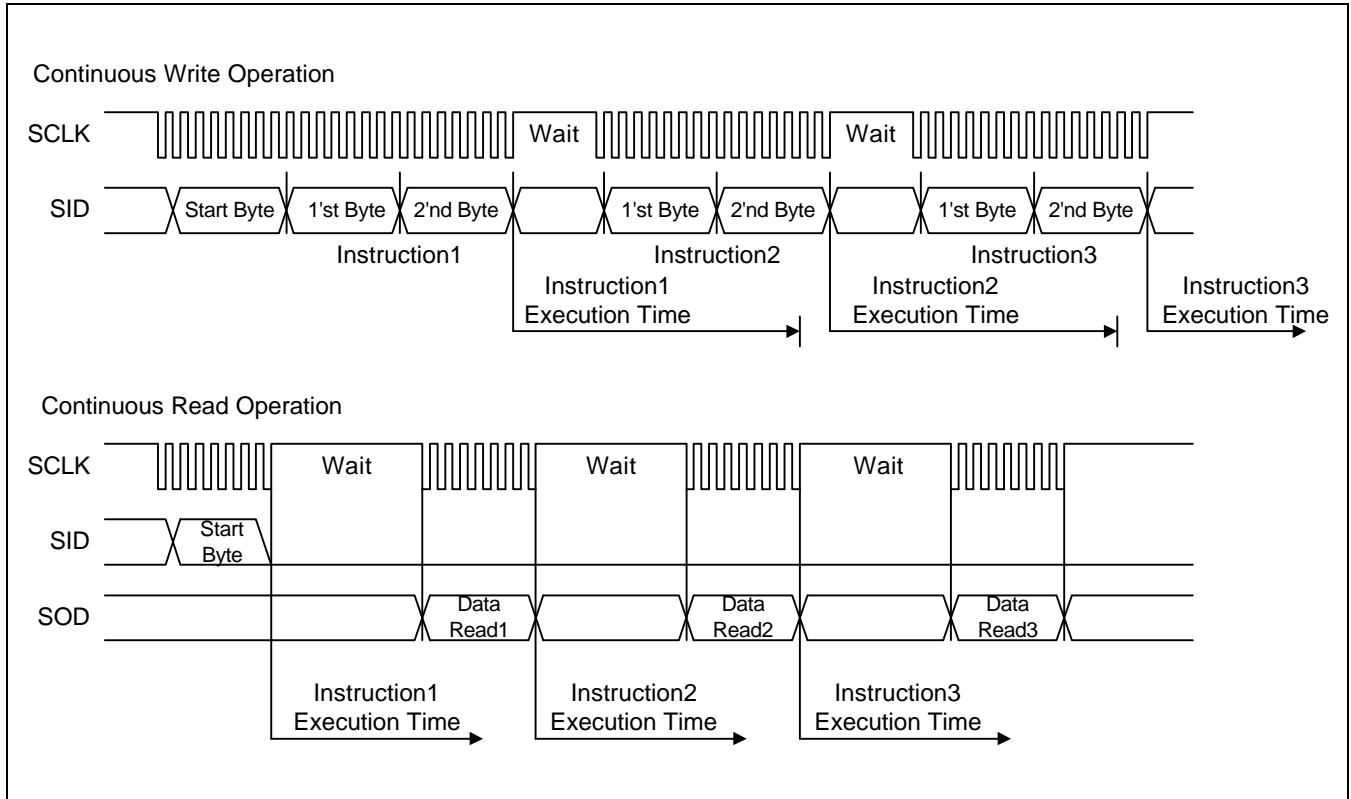 Continuous Write Operation
SCLK
Wait
Wait
SID
Start Byte
1'st Byte
2'nd Byte
1'st Byte
2'nd Byte
1'st Byte
2'nd Byte
Instruction1
Instruction2
Instruction3
Instruction1
Execution Time
Instruction2
Execution Time
Instruction3
Execution Time
Continuous Read Operation
SCLK
Wait
Wait
Wait
SID
Start
Byte
SOD
Data
Read1
Data
Read2
Data
Read3
Instruction1
Execution Time
Instruction2
Execution Time
Instruction3
Execution Time